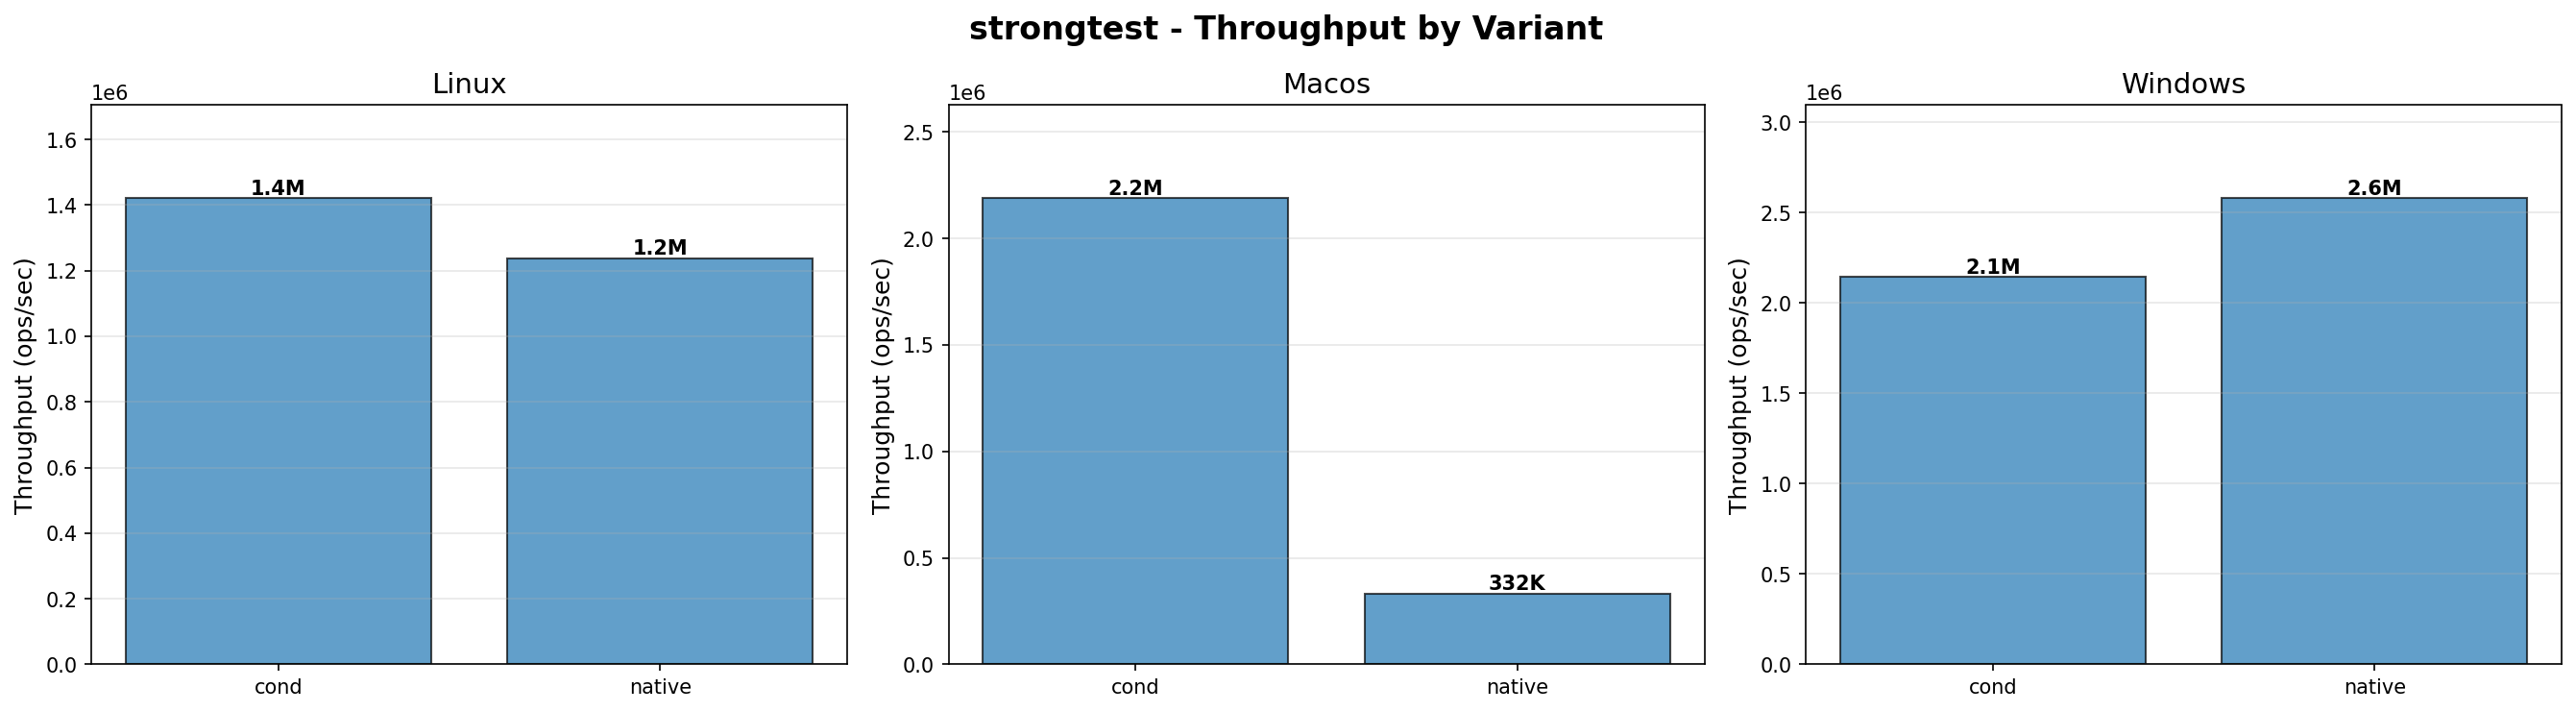 strongtest - Throughput by Variant
Linux
1e6
Throughput (ops/sec)
1.6
1.4
1.2
1.0
0.8
0.6
0.4
0.2
0.0
1.4M
1.2M
cond
native
Macos
1e6
Throughput (ops/sec)
2.5
2.0
1.5
1.0
0.5
0.0
2.2M
332K
cond
native
Windows
1e6
Throughput (ops/sec)
3.0
2.5
2.0
1.5
1.0
0.5
0.0
2.1M
2.6M
cond
native